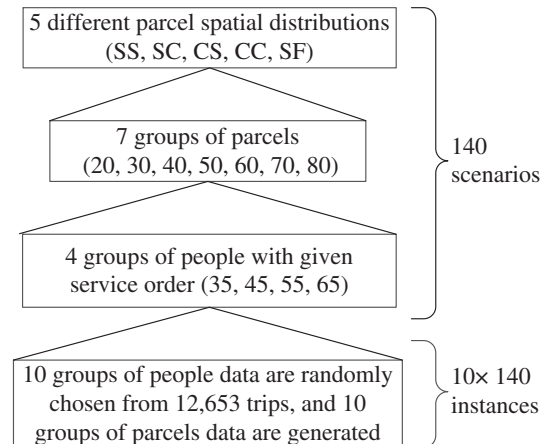 5 different parcel spatial distributions
(SS, SC, CS, CC, SF)
7 groups of parcels
(20, 30, 40, 50, 60, 70, 80)
140
scenarios
4 groups of people with given
service order (35, 45, 55, 65)
10 groups of people data are randomly
chosen from 12,653 trips, and 10
groups of parcels data are generated
10× 140
instances